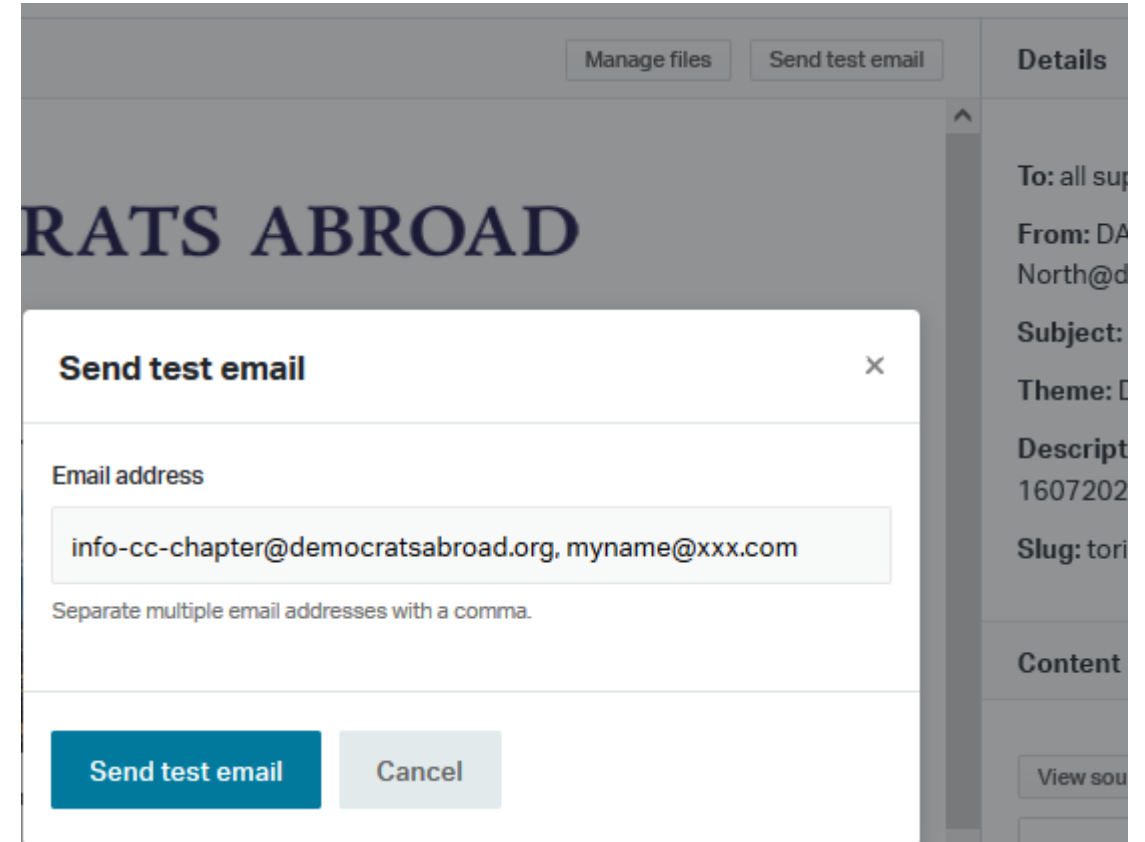 Manage files
Send test email
Details
RATS ABROAD
To: all
From: DA
North@d
Subject:
Theme:
Descript
1607202
Slug: tori
Content
View sou
Send test email
×
Email address
info-cc-chapter@democratsabroad.org, myname@xxx.com
Separate multiple email addresses with a comma.
Send test email
Cancel